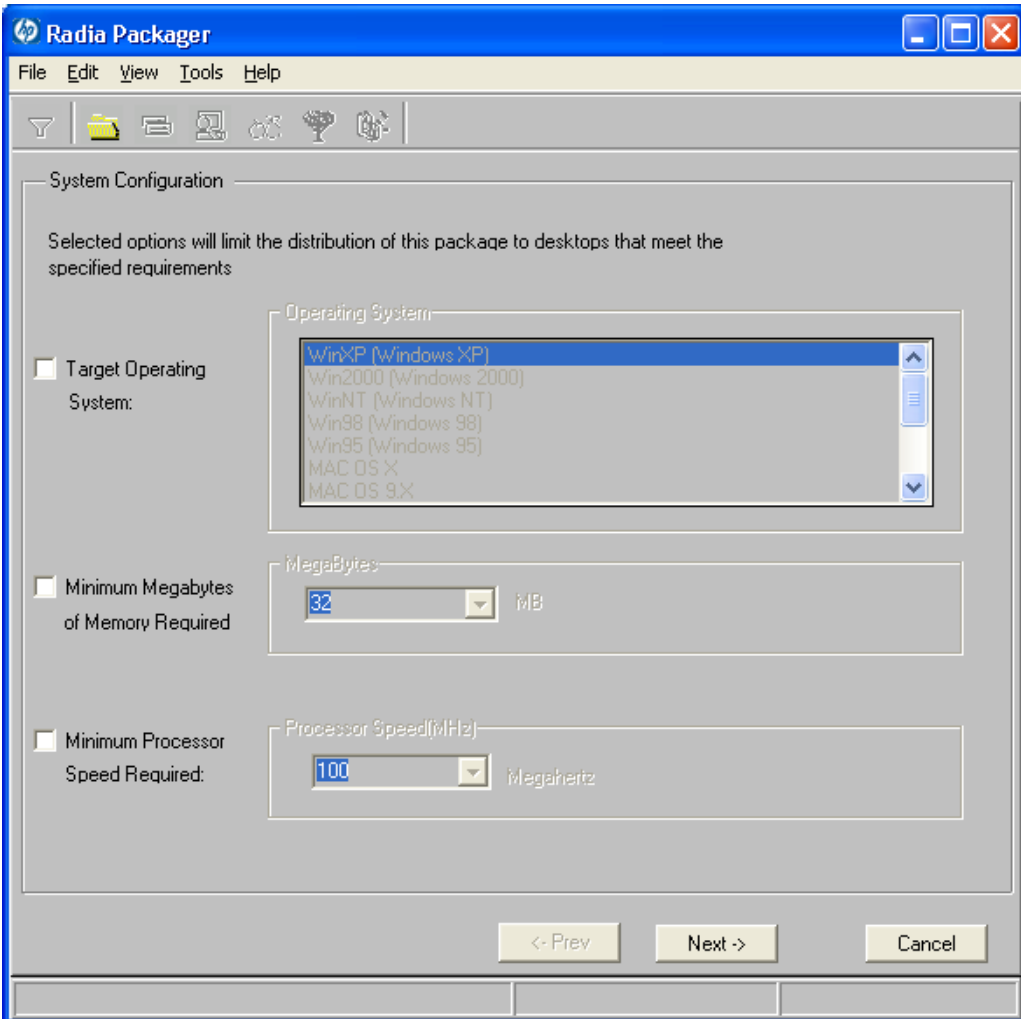 hp Radia Packager
File Edit View Tools Help
System Configuration
Selected options will limit the distribution of this package to desktops that meet the
specified requirements
Operating System
Target Operating
System:
WinXP (Windows XP)
Win2000 (Windows 2000)
WinNT (Windows NT)
Win98 (Windows 98)
Win95 (Windows 95)
MAC OS X
MAC OS 9.X
MegaBytes
Minimum Megabytes
of Memory Required
32 MB
Processor Speed(MHz)
Minimum Processor
Speed Required:
100 Megahertz
<- Prev Next -> Cancel